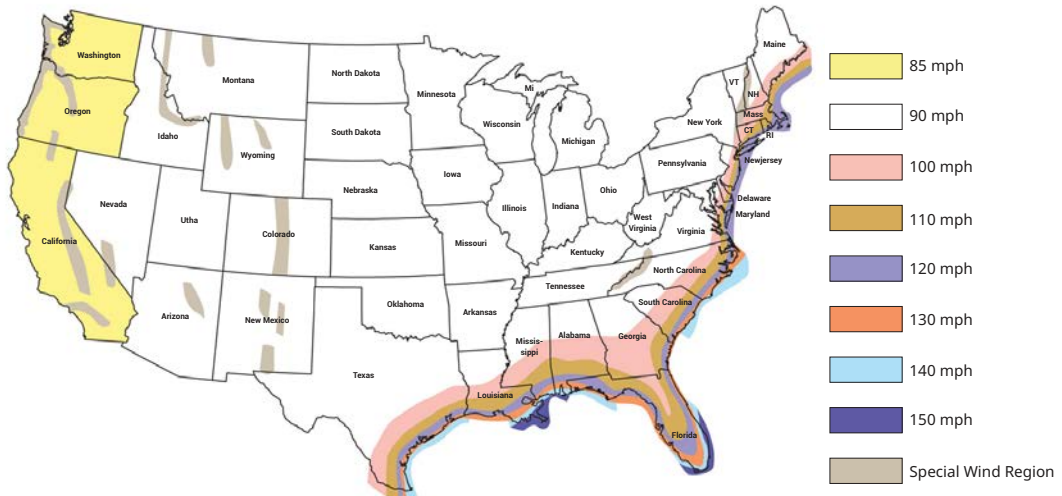 Washington
Oregon
California
Nevada
Idaho
Montana
Wyoming
Utha
Colorado
Arizona
New Mexico
North Dakota
South Dakota
Nebraska
Kansas
Oklahoma
Texas
Minnesota
Iowa
Missouri
Arkansas
Louisiana
Wisconsin
Mi
Michigan
Illinois
Indiana
Ohio
Kentucky
Tennessee
Missis-
sippi
Alabama
Georgia
Florida
South Carolina
North Carolina
Virginia
West
Virginia
Pennsylvania
New York
VT
NH
Maine
Mass
CT
RI
Newjersey
Delaware
Maryland
85 mph
90 mph
100 mph
110 mph
120 mph
130 mph
140 mph
150 mph
Special Wind Region